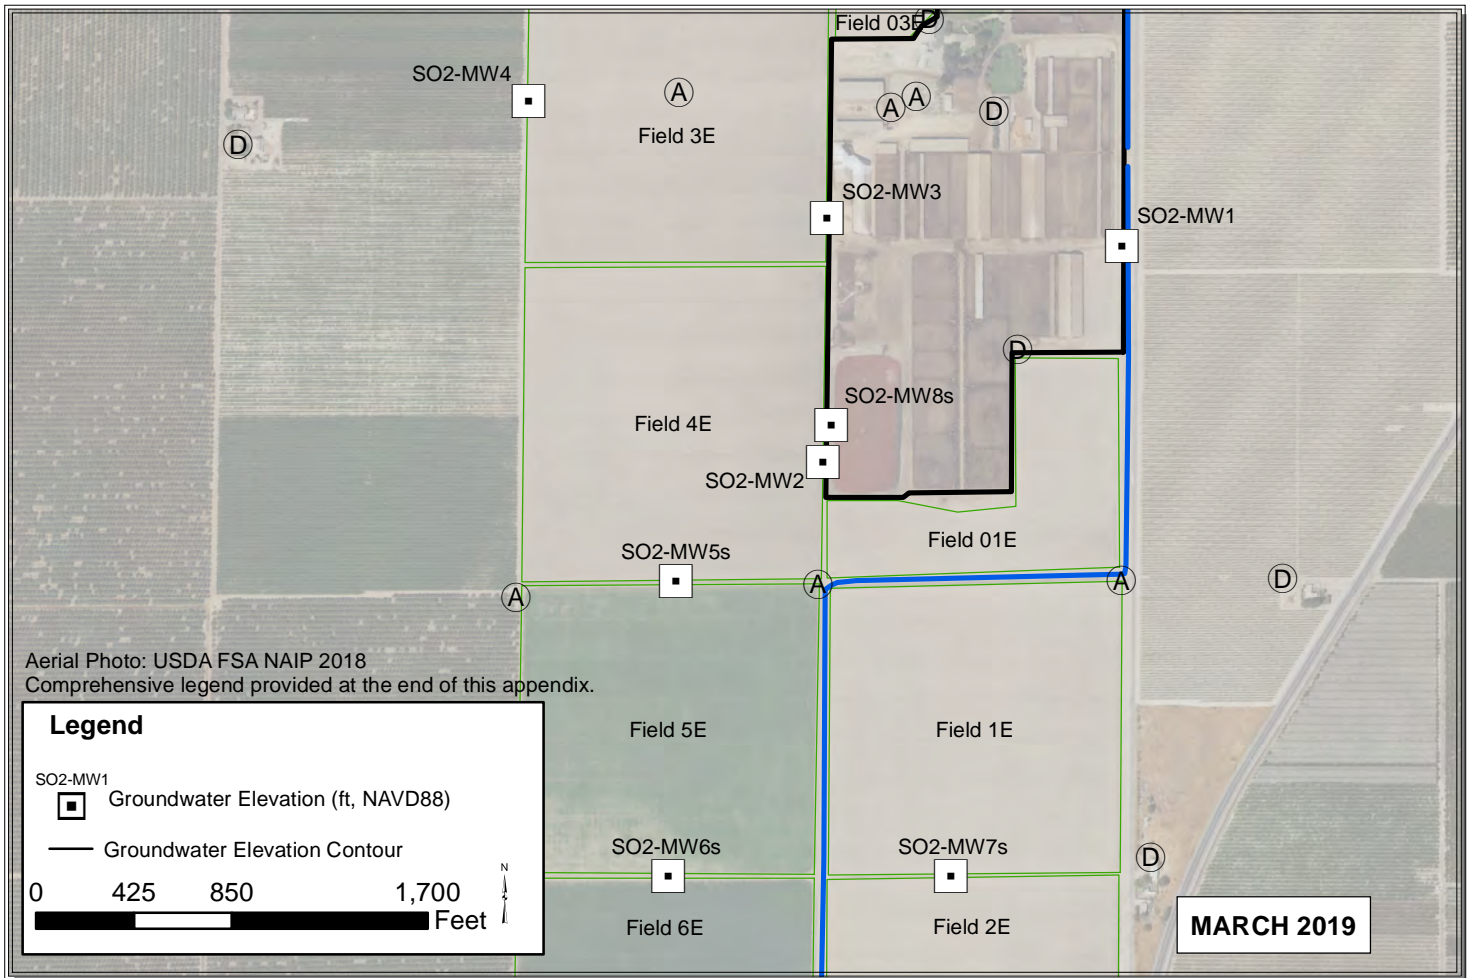 Field 03E
D
SO2-MW4
A
A
A
D
Field 3E
D
SO2-MW3
SO2-MW1
D
SO2-MW8s
Field 4E
SO2-MW2
Field 01E
SO2-MW5s
A
A
A
D
Aerial Photo: USDA FSA NAIP 2018
Comprehensive legend provided at the end of this appendix.
Field 5E
Field 1E
Legend
SO2-MW1
Groundwater Elevation (ft, NAVD88)
Groundwater Elevation Contour
N
0 425 850 1,700
Feet
SO2-MW6s
SO2-MW7s
D
Field 6E
Field 2E
MARCH 2019